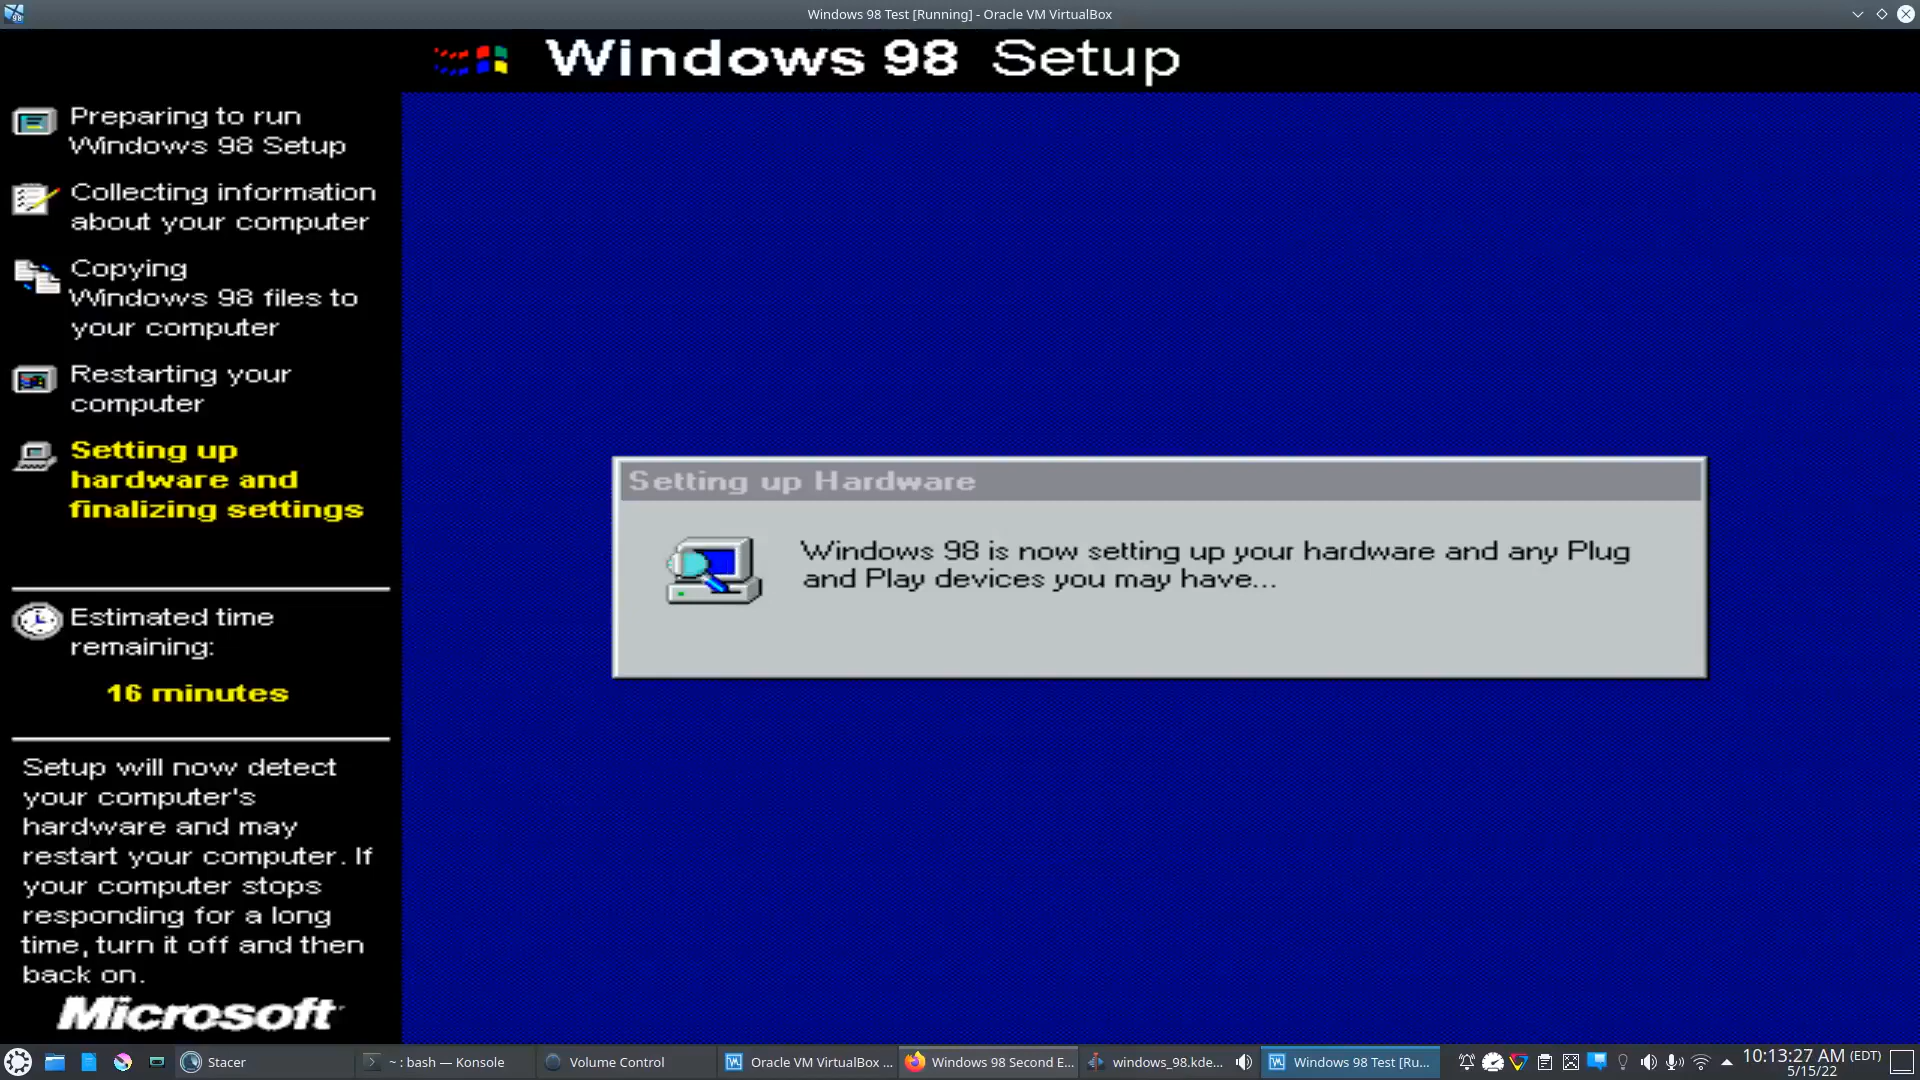 Windows 98 Test [Running] - Oracle VM VirtualBox
Windows 98 Setup
Preparing to run
Windows 98 Setup
Collecting information
about your computer
Copying
Windows 98 files to
your computer
Restarting your
computer
Setting up
hardware and
finalizing settings
Estimated time
remaining:
16 minutes
Setup will now detect
your computer's
hardware and may
restart your computer. If
your computer stops
responding for a long
time, turn it off and then
back on.
Microsoft
Setting up Hardware
Windows 98 is now setting up your hardware and any Plug
and Play devices you may have...
Stacer
~ : bash — Konsole
Volume Control
Oracle VM VirtualBox ...
Windows 98 Second E...
windows_98.kde...
Windows 98 Test [Ru...
10:13:27 AM (EDT)
5/15/22